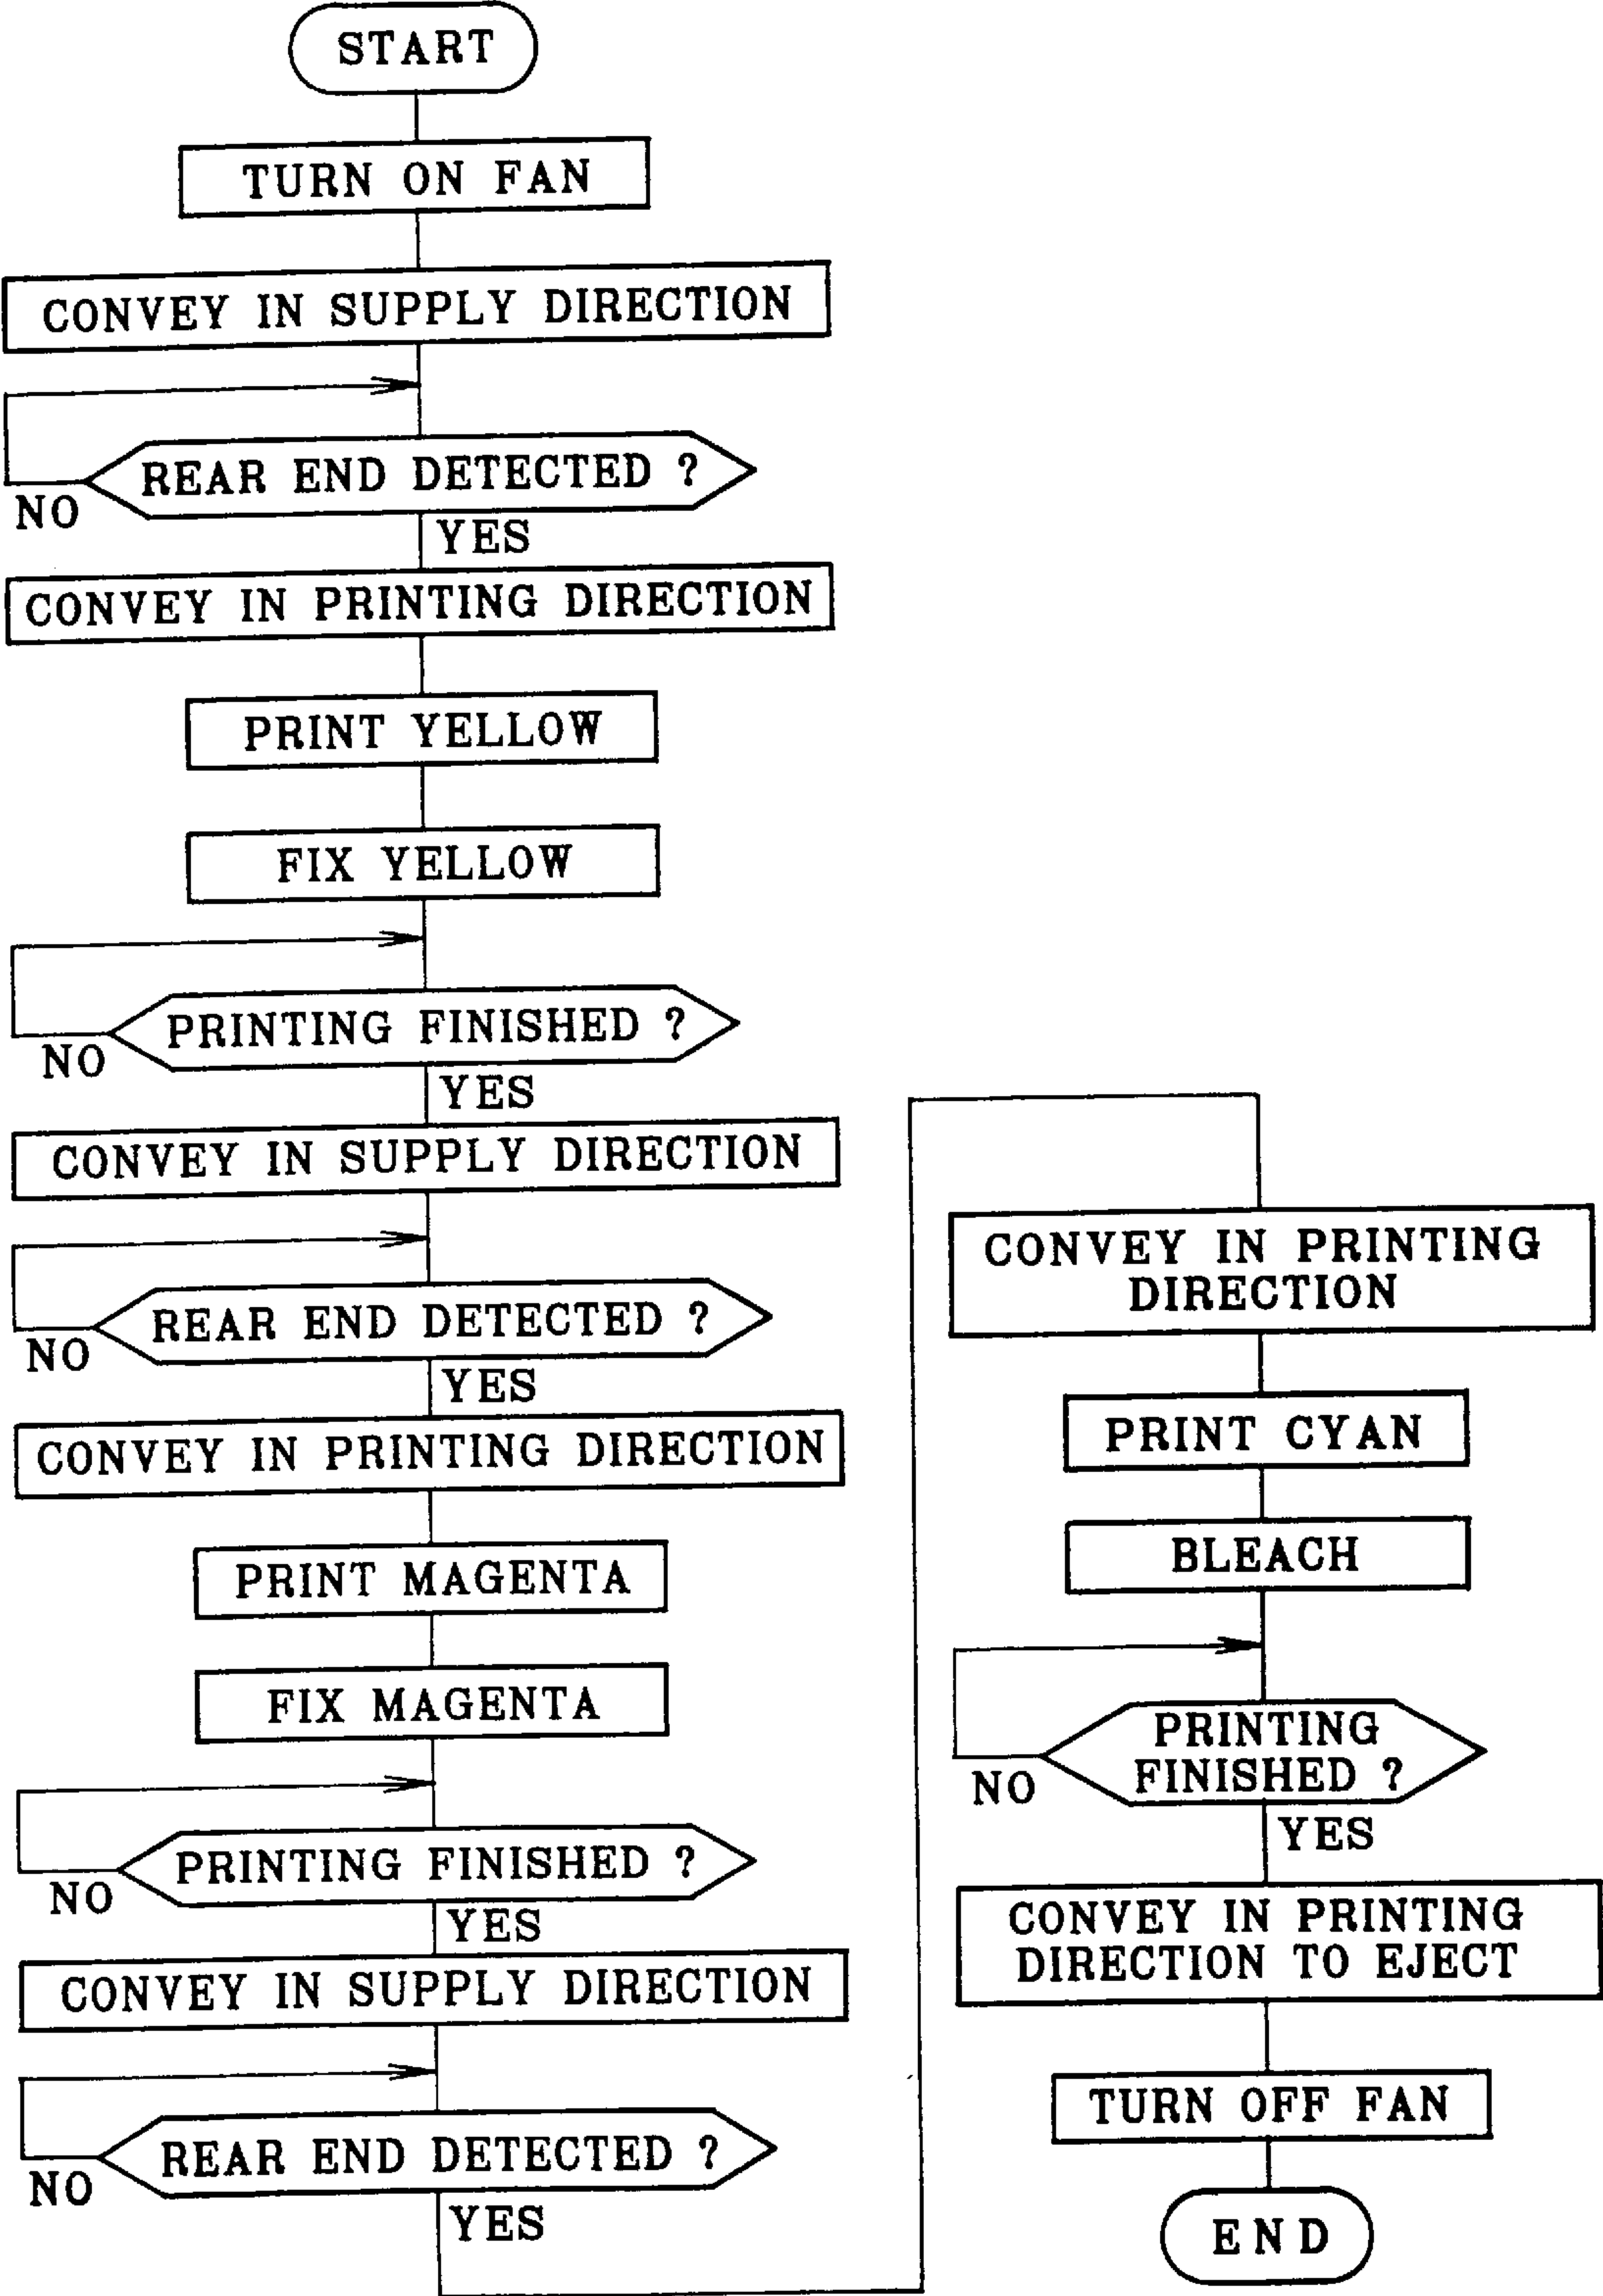 START
TURN ON FAN
CONVEY IN SUPPLY DIRECTION
REAR END DETECTED ?
NO
YES
CONVEY IN PRINTING DIRECTION
PRINT YELLOW
FIX YELLOW
PRINTING FINISHED ?
NO
YES
CONVEY IN SUPPLY DIRECTION
REAR END DETECTED ?
NO
YES
CONVEY IN PRINTING DIRECTION
PRINT MAGENTA
FIX MAGENTA
PRINTING FINISHED ?
NO
YES
CONVEY IN SUPPLY DIRECTION
REAR END DETECTED ?
NO
YES
CONVEY IN PRINTING
DIRECTION
PRINT CYAN
BLEACH
PRINTING
FINISHED ?
NO
YES
CONVEY IN PRINTING
DIRECTION TO EJECT
TURN OFF FAN
END